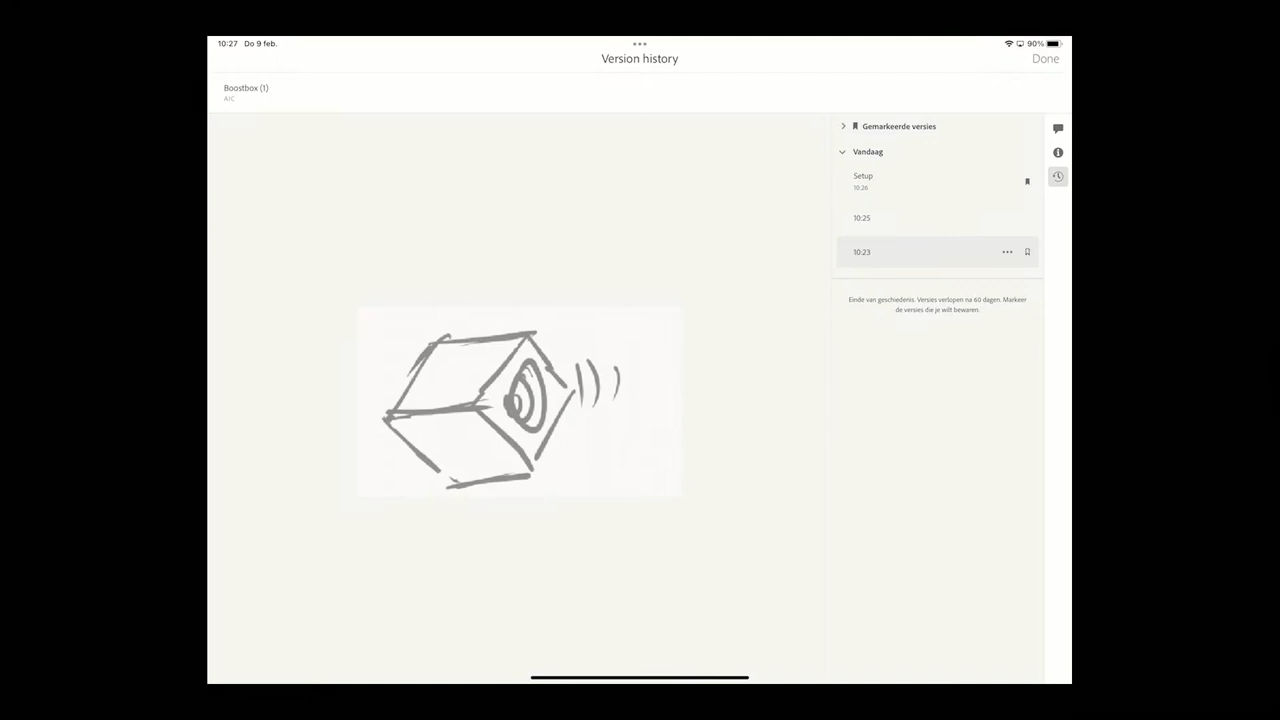 10:27 Do 9 feb.
90%
Version history
Done
Boostbox (1)
AIC
Gemarkeerde versies
Vandaag
Setup
10:26
10:25
10:23
Einde van geschiedenis. Versies verlopen na 60 dagen. Markeer
de versies die je wilt bewaren.